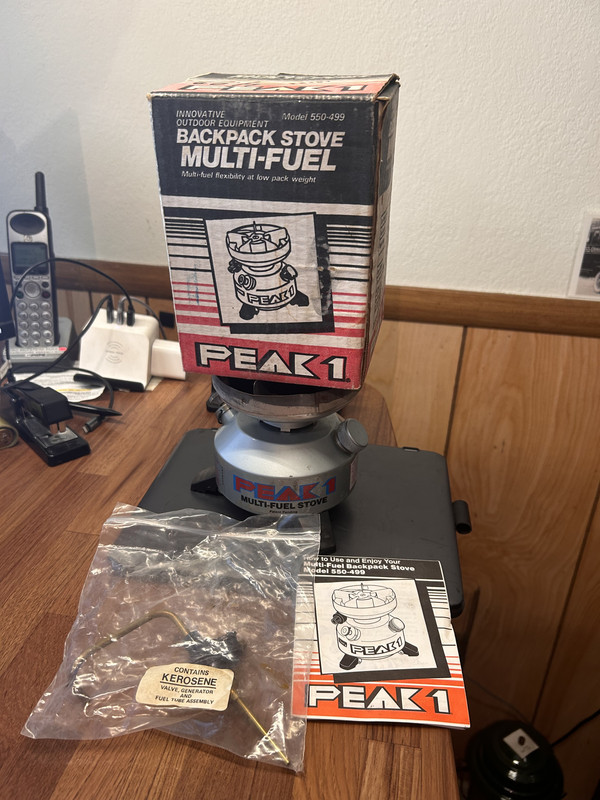 PEAK 1
INNOVATIVE
OUTDOOR EQUIPMENT
Model 550-499
BACKPACK STOVE
MULTI-FUEL
Multi-fuel flexibility at low pack weight
PEAK 1
PEAK 1
PEAK 1
MULTI-FUEL STOVE
How to Use and Enjoy Your
Multi-Fuel Backpack Stove
Model 550-499
PEAK 1
PEAK 1
CONTAINS
KEROSENE
VALVE, GENERATOR
AND
FUEL TUBE ASSEMBLY